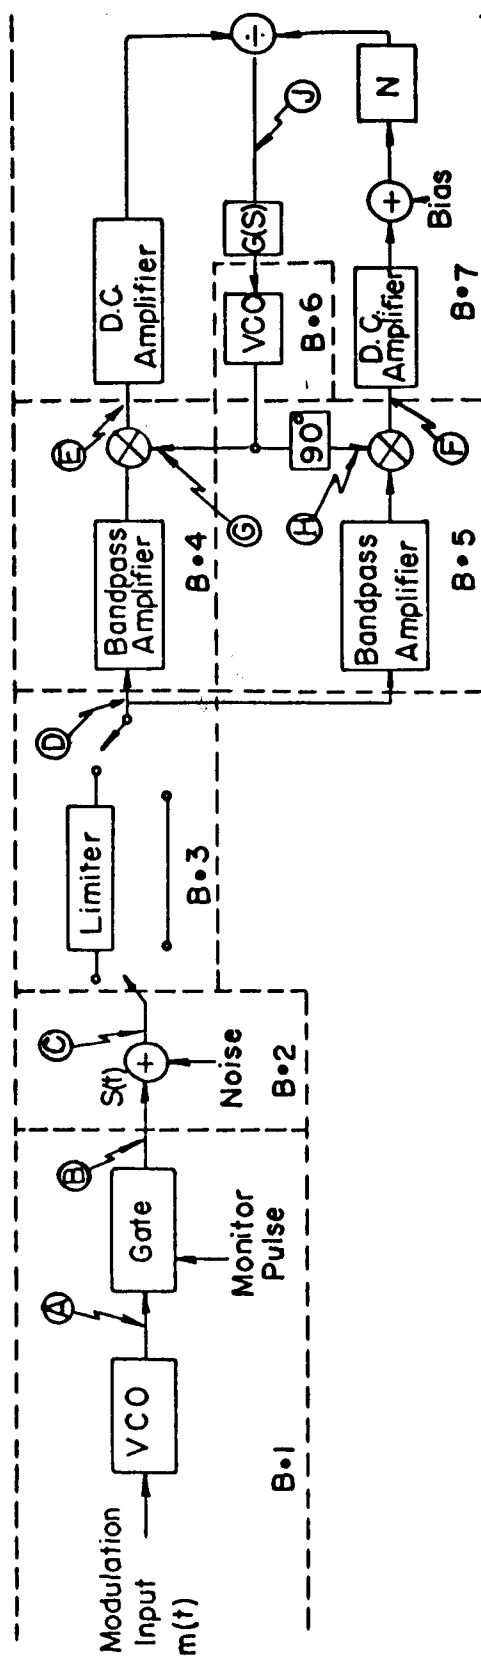 Modulation
Input
m(t)
VCO
A
Gate
Monitor
Pulse
B•1
B
S(t)
+
Noise
C
B•2
Limiter
B•3
D
Bandpass
Amplifier
B•4
E
G
D.C.
Amplifier
÷
J
G(S)
VCO
B•6
90°
H
Bandpass
Amplifier
B•5
F
D.C.
Amplifier
+
Bias
N
B•7